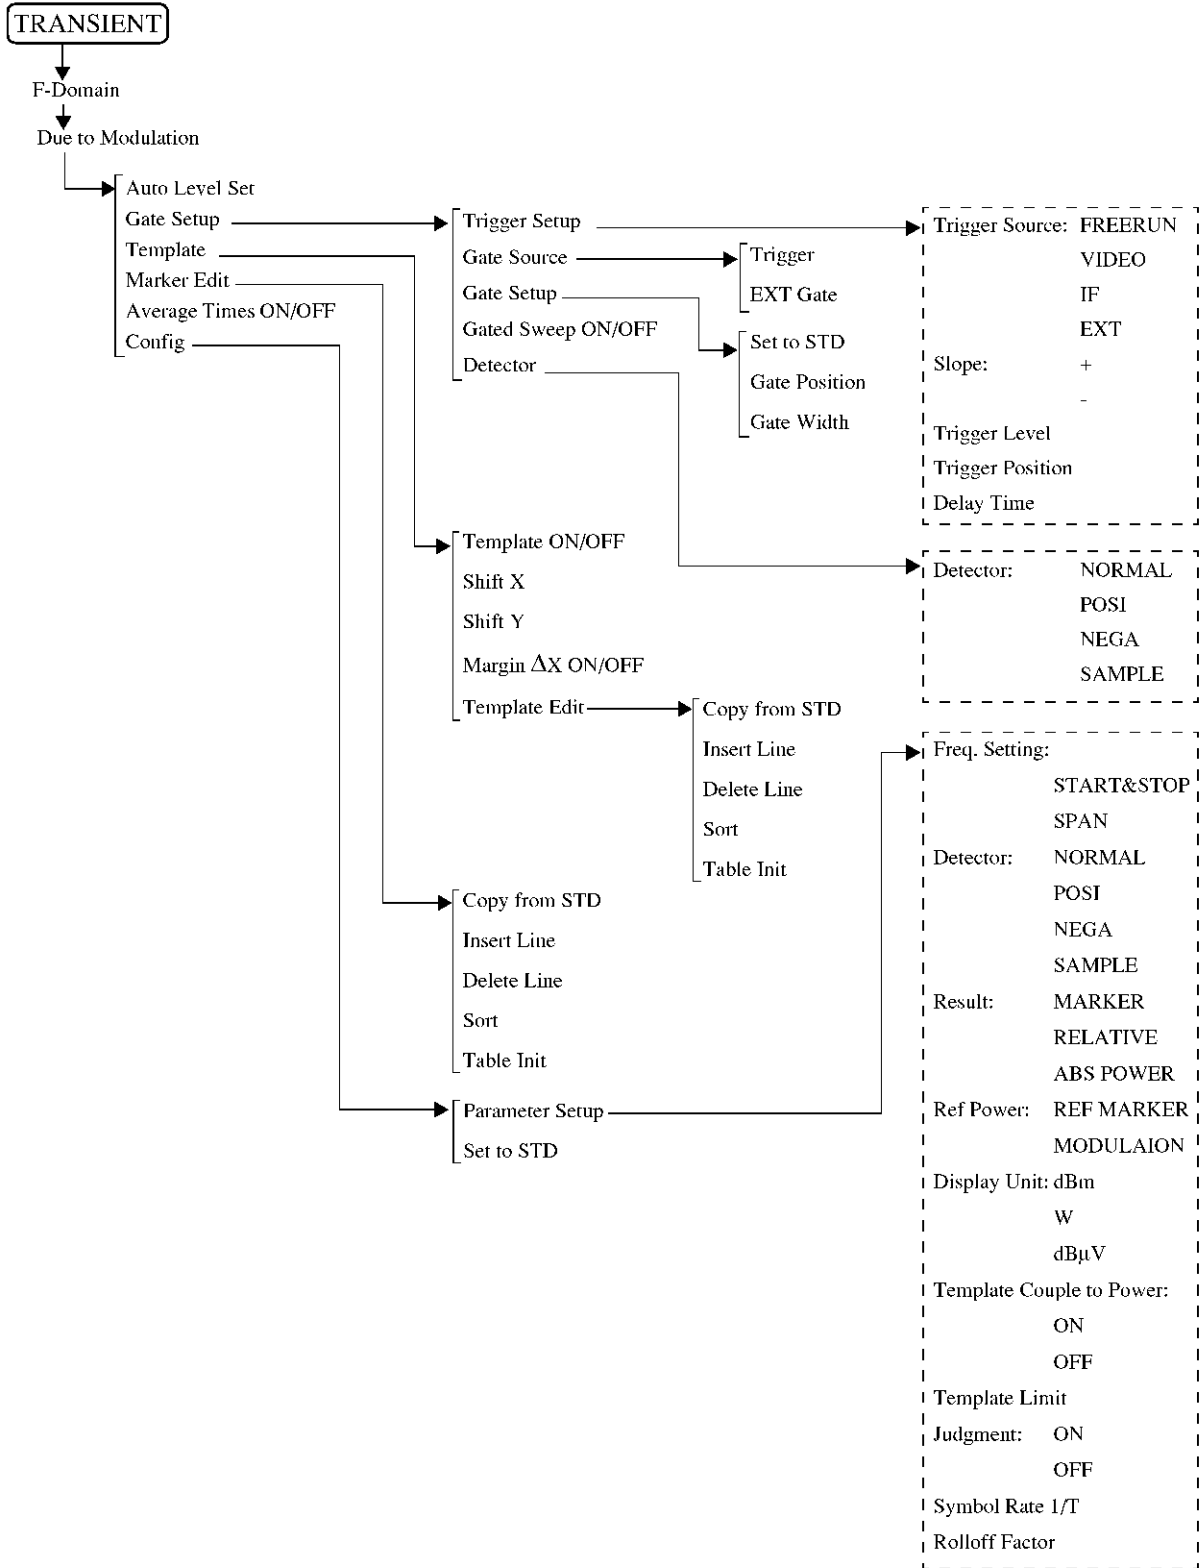 TRANSIENT
F-Domain
Due to Modulation
Auto Level Set
Gate Setup
Template
Marker Edit
Average Times ON/OFF
Config
Trigger Setup
Gate Source
Gate Setup
Gated Sweep ON/OFF
Detector
Trigger
EXT Gate
Set to STD
Gate Position
Gate Width
Trigger Source: FREERUN
VIDEO
IF
EXT
Slope: +
-
Trigger Level
Trigger Position
Delay Time
Template ON/OFF
Shift X
Shift Y
Margin ΔX ON/OFF
Template Edit
Copy from STD
Insert Line
Delete Line
Sort
Table Init
Detector: NORMAL
POSI
NEGA
SAMPLE
Copy from STD
Insert Line
Delete Line
Sort
Table Init
Parameter Setup
Set to STD
Freq. Setting:
START&STOP
SPAN
Detector: NORMAL
POSI
NEGA
SAMPLE
Result: MARKER
RELATIVE
ABS POWER
Ref Power: REF MARKER
MODULAION
Display Unit: dBm
W
dBμV
Template Couple to Power:
ON
OFF
Template Limit
Judgment: ON
OFF
Symbol Rate 1/T
Rolloff Factor